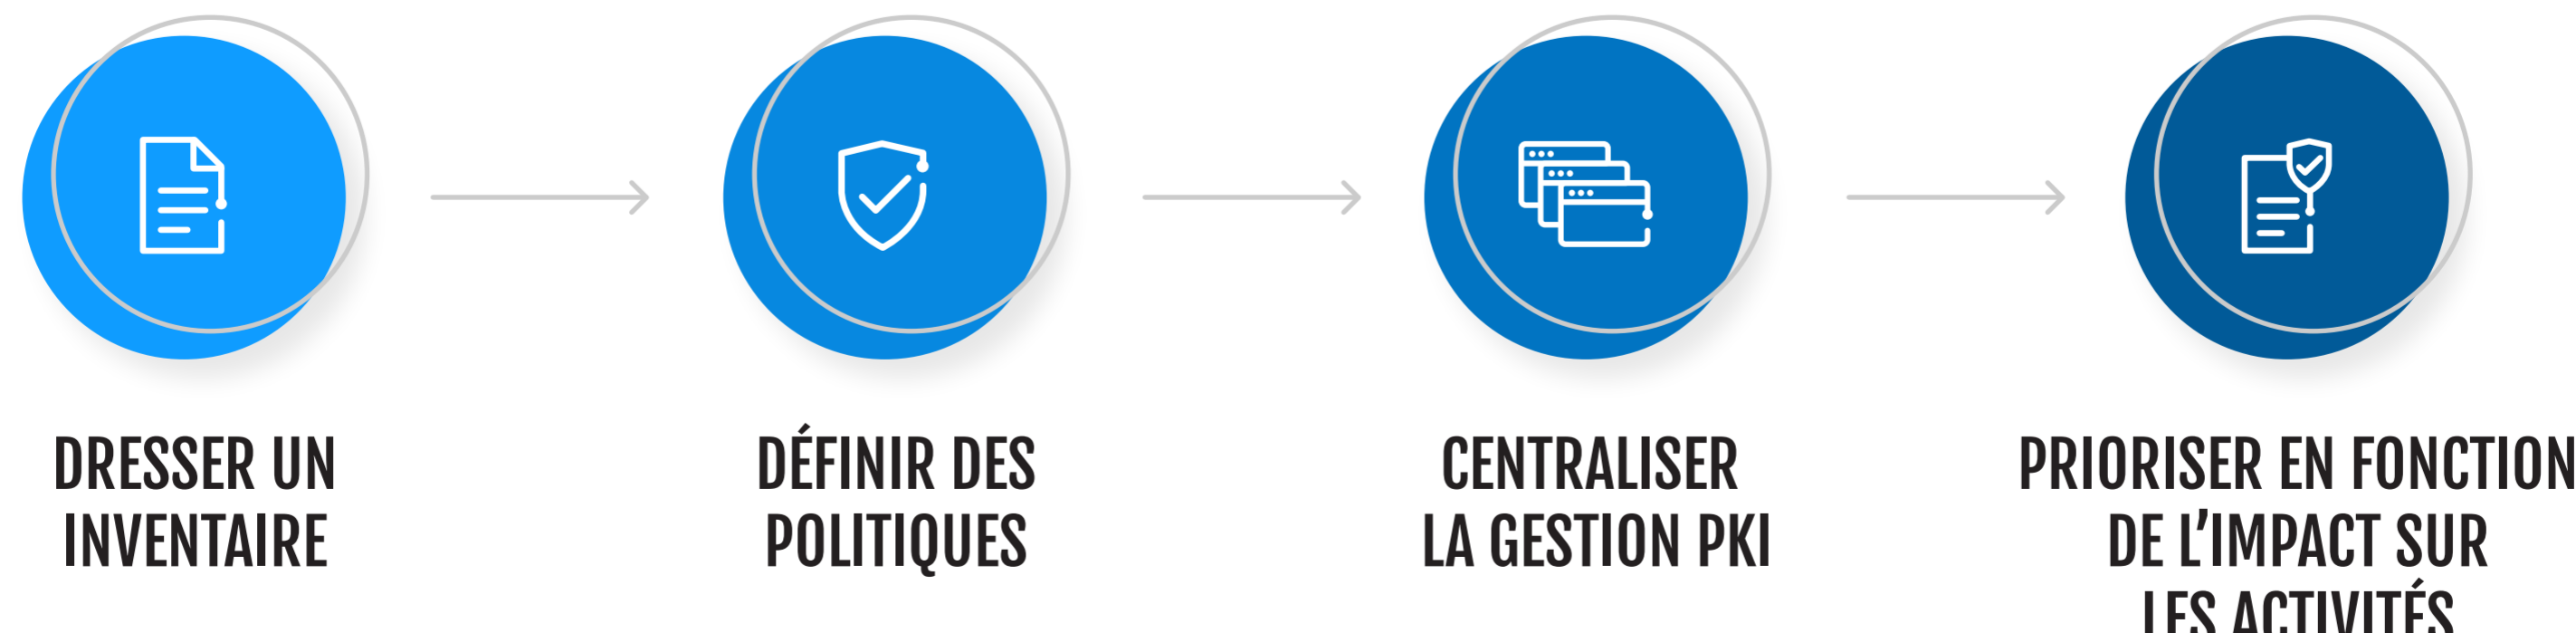 DRESSER UN
INVENTAIRE
DÉFINIR DES
POLITIQUES
CENTRALISER
LA GESTION PKI
PRIORISER EN FONCTION
DE L’IMPACT SUR
LES ACTIVITÉS